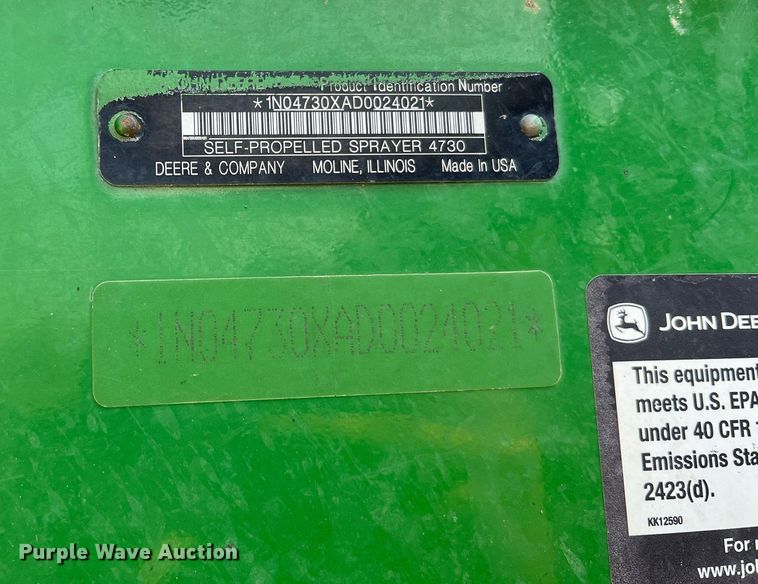 Product Identification Number
*1N04730XAD0024021*
SELF-PROPELLED SPRAYER 4730
DEERE & COMPANY MOLINE, ILLINOIS Made In USA
*1N04730XAD0024021*
JOHN DEE
This equipment
meets U.S. EPA
under 40 CFR 1
Emissions Sta
2423(d).
KK12590
For
www.jo
Purple Wave Auction